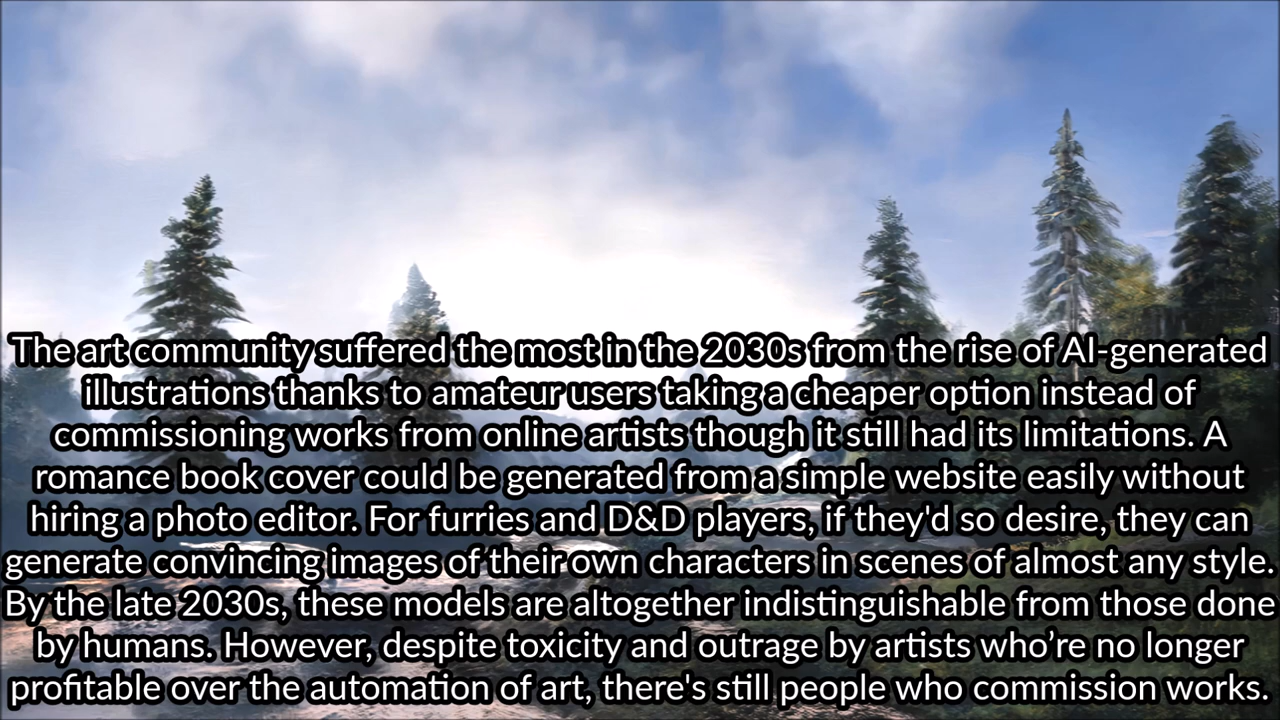 The art community suffered the most in the 2030s from the rise of AI-generated
illustrations thanks to amateur users taking a cheaper option instead of
commissioning works from online artists though it still had its limitations. A
romance book cover could be generated from a simple website easily without
hiring a photo editor. For furries and D&D players, if they'd so desire, they can
generate convincing images of their own characters in scenes of almost any style.
By the late 2030s, these models are altogether indistinguishable from those done
by humans. However, despite toxicity and outrage by artists who’re no longer
profitable over the automation of art, there's still people who commission works.